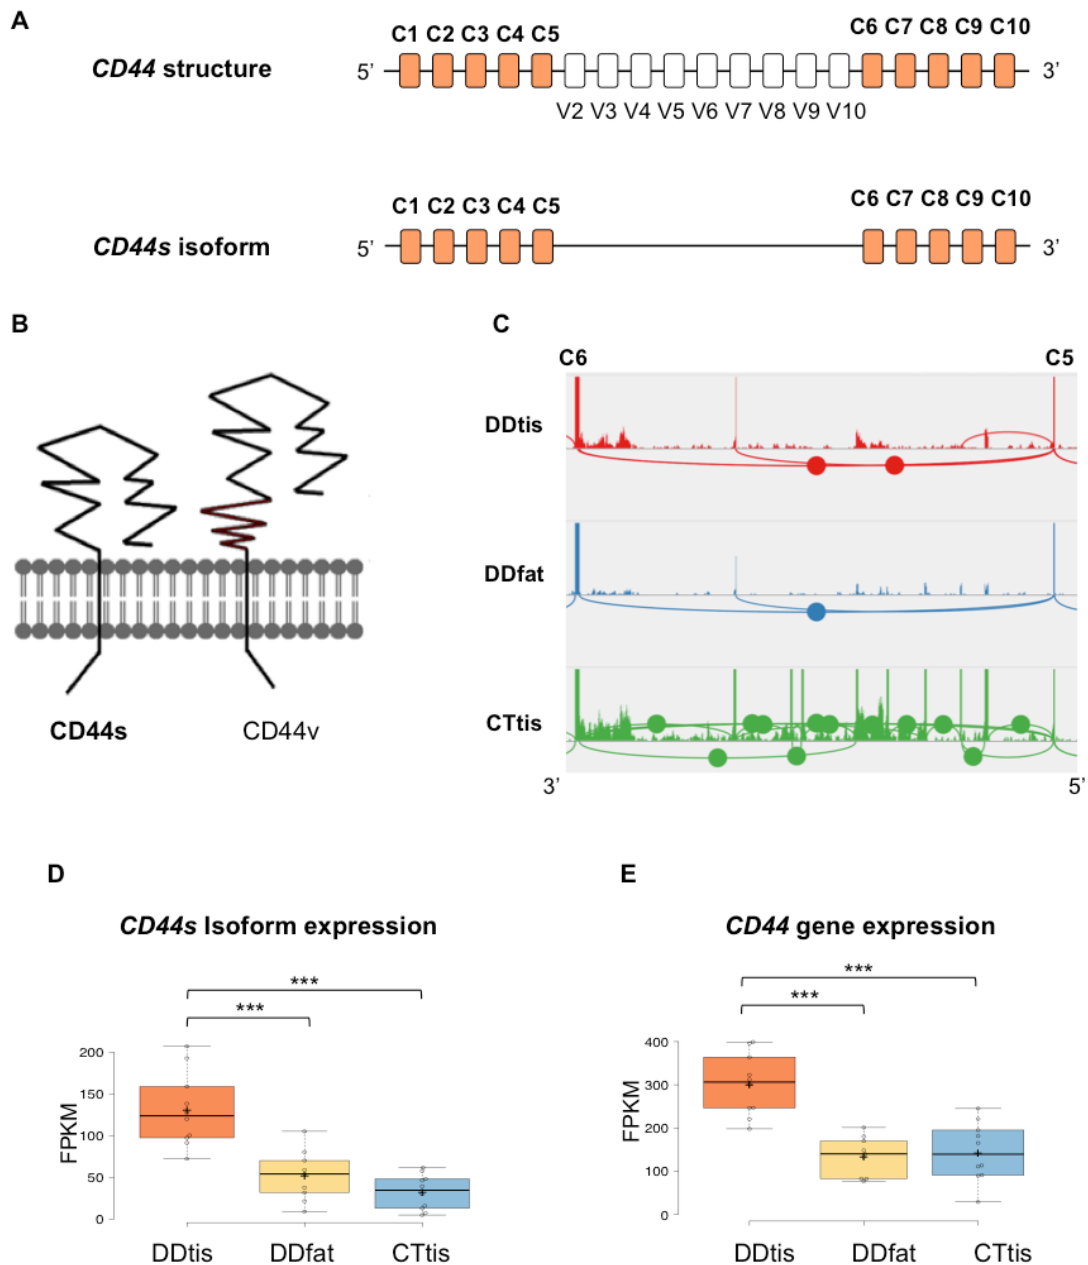 A
C1 C2 C3 C4 C5
C6 C7 C8 C9 C10
CD44 structure
5’
3’
V2 V3 V4 V5 V6 V7 V8 V9 V10
C1 C2 C3 C4 C5
C6 C7 C8 C9 C10
CD44s isoform
5’
3’
B
CD44s
CD44v
C
C6
C5
DDtis
DDfat
CTtis
3’
5’
D
CD44s Isoform expression
***
***
FPKM
200
150
100
50
0
DDtis
DDfat
CTtis
E
CD44 gene expression
***
***
FPKM
400
300
200
100
0
DDtis
DDfat
CTtis